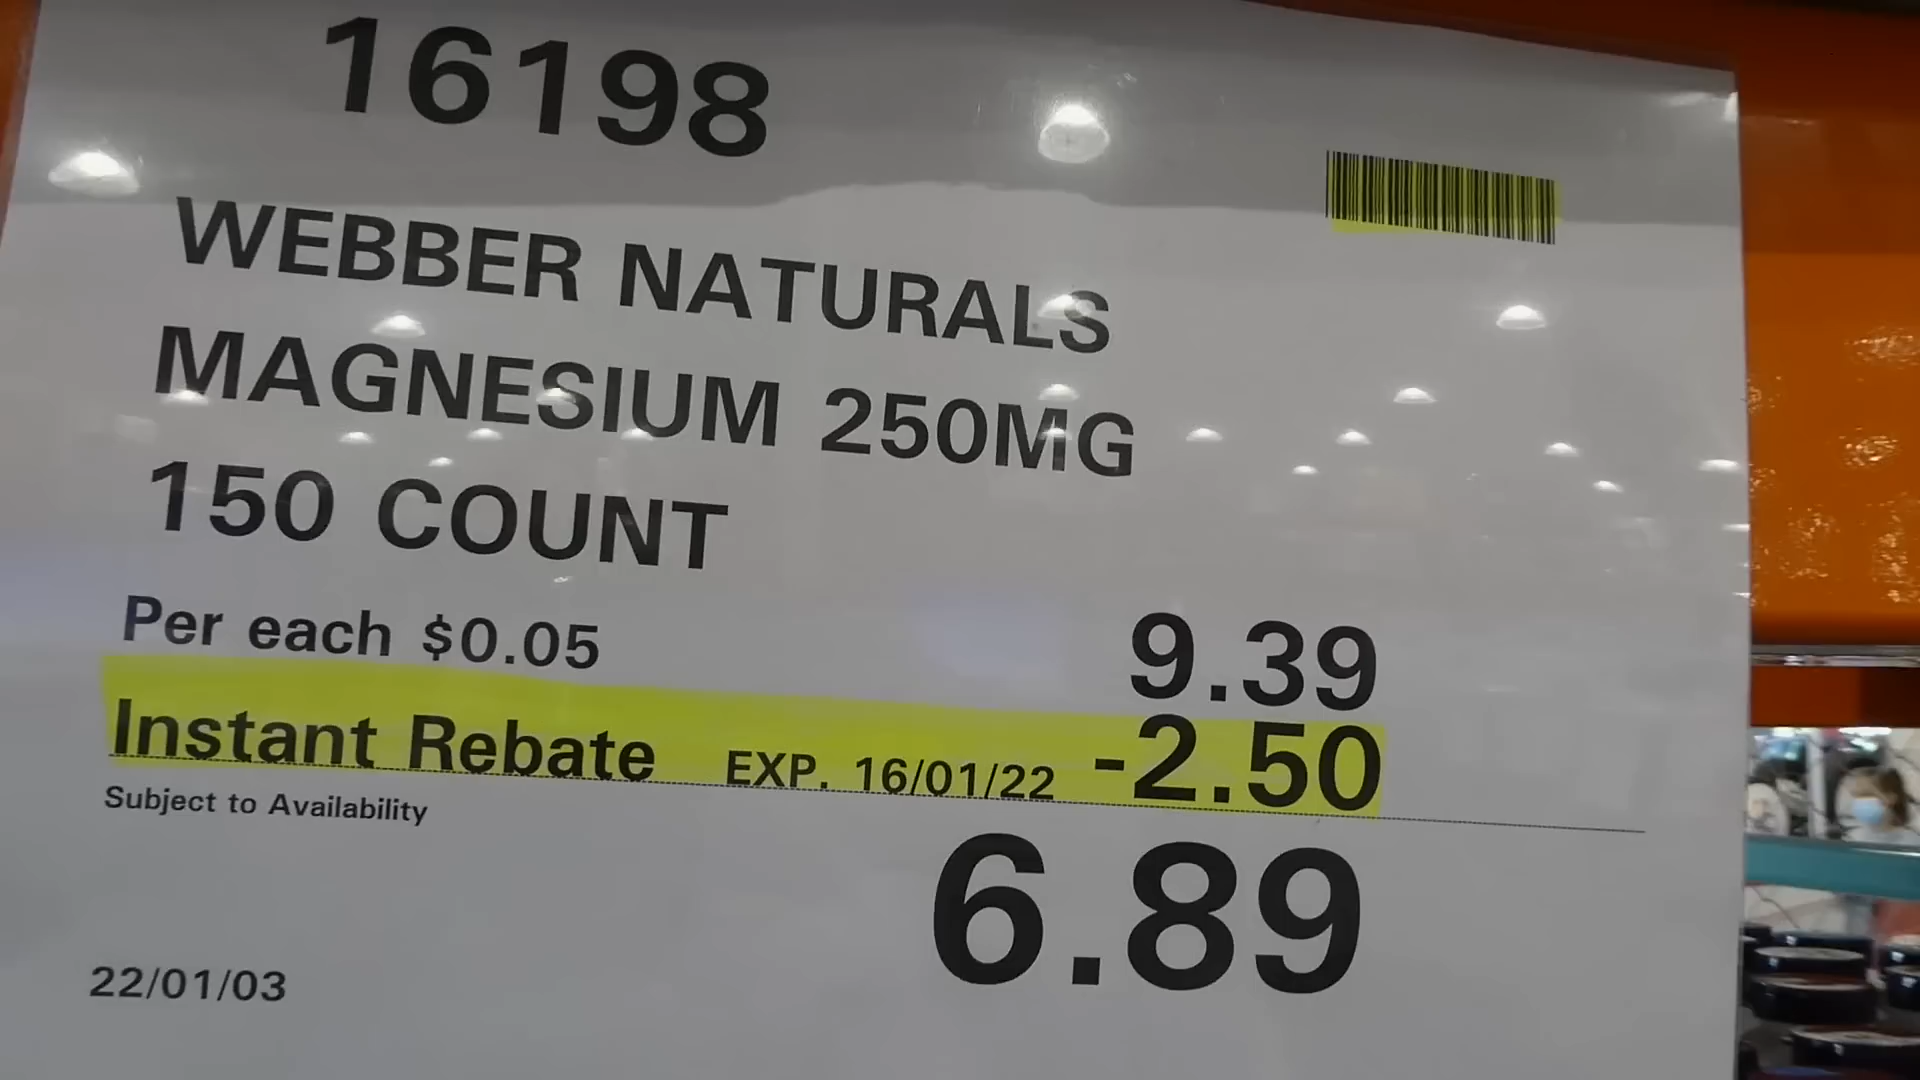 16198
WEBBER NATURALS
MAGNESIUM 250MG
150 COUNT
Per each $0.05 9.39
Instant Rebate EXP. 16/01/22 -2.50
Subject to Availability
6.89
22/01/03